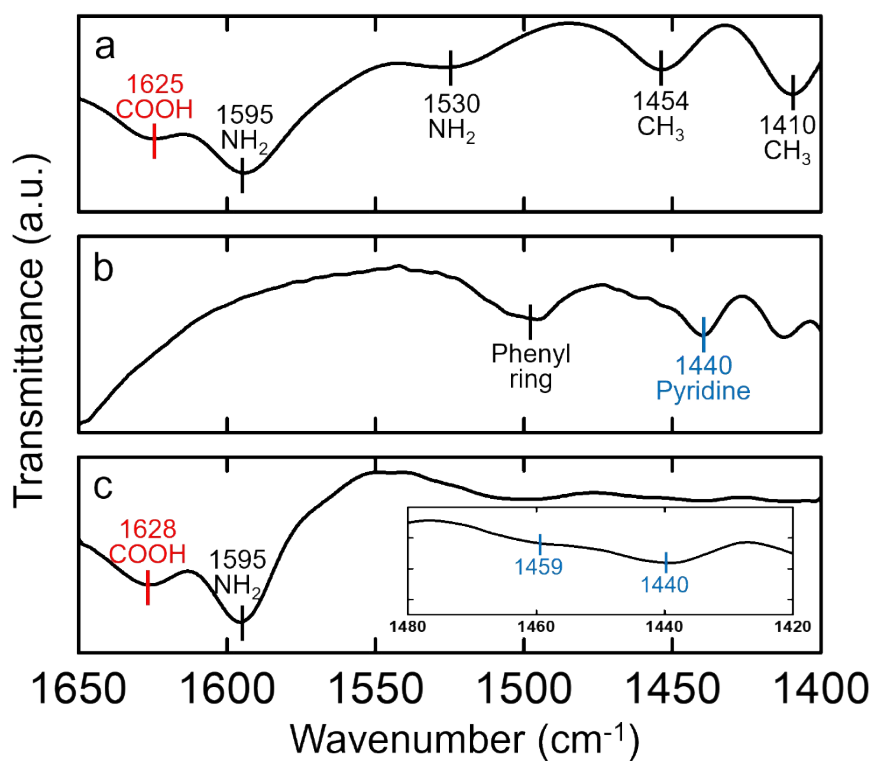 Transmittance (a.u.)
a
1625
COOH
1595
NH₂
1530
NH₂
1454
CH₃
1410
CH₃
b
Phenyl
ring
1440
Pyridine
c
1628
COOH
1595
NH₂
1459
1440
1480 1460 1440 1420
1650 1600 1550 1500 1450 1400
Wavenumber (cm⁻¹)